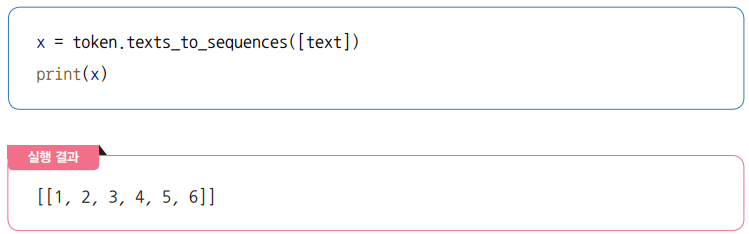 x = token.texts_to_sequences([text])
print(x)
실행 결과
[[1, 2, 3, 4, 5, 6]]